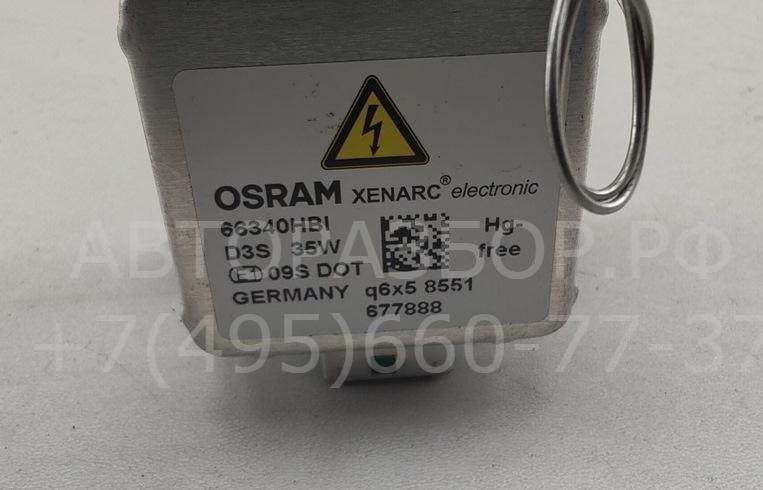 OSRAM XENARC® electronic
66340HBI
D3S 35W
Hg-
free
E1 09S DOT
GERMANY q6x5 8551
677888
АВТОРАЗБОР.РФ
+7(495)660-77-37